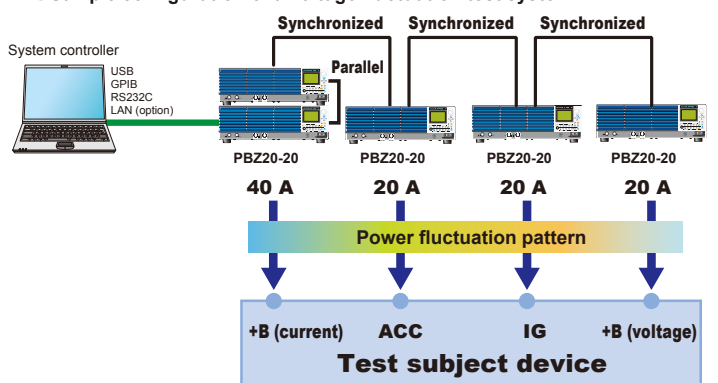 Synchronized Synchronized Synchronized
System controller
USB
GPIB
RS232C
LAN (option)
Parallel
PBZ20-20 PBZ20-20 PBZ20-20 PBZ20-20
40 A 20 A 20 A 20 A
Power fluctuation pattern
+B (current) ACC IG +B (voltage)
Test subject device